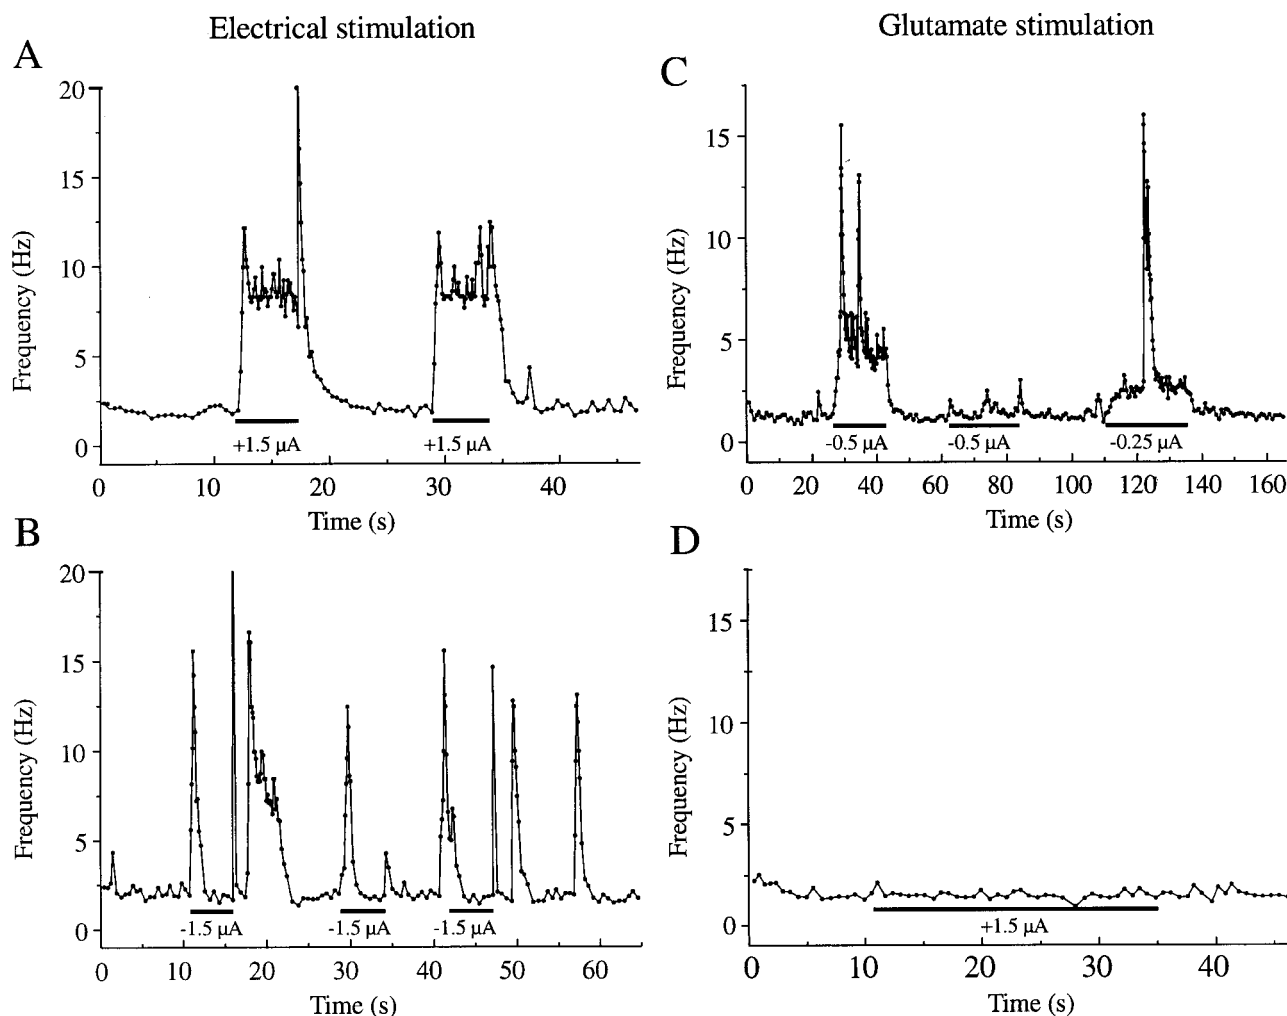 Electrical stimulation
Glutamate stimulation
A
20
15
10
5
0
Frequency (Hz)
+1.5 µA
+1.5 µA
0 10 20 30 40
Time (s)
C
15
10
5
0
Frequency (Hz)
-0.5 µA
-0.5 µA
-0.25 µA
0 20 40 60 80 100 120 140 160
Time (s)
B
20
15
10
5
0
Frequency (Hz)
-1.5 µA
-1.5 µA
-1.5 µA
0 10 20 30 40 50 60
Time (s)
D
15
10
5
0
Frequency (Hz)
+1.5 µA
0 10 20 30 40
Time (s)